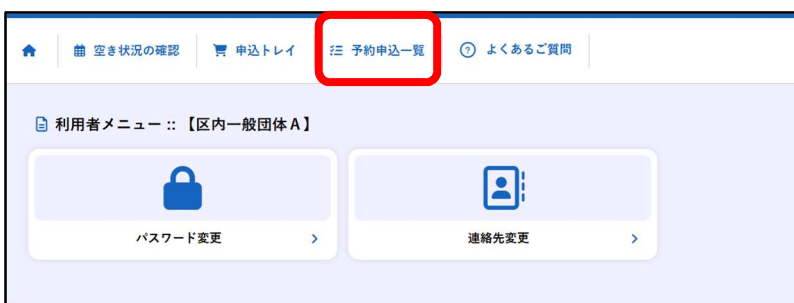 空き状況の確認 申込トレイ 予約申込一覧 よくあるご質問
利用者メニュー :: 【区内一般団体A】
パスワード変更 連絡先変更